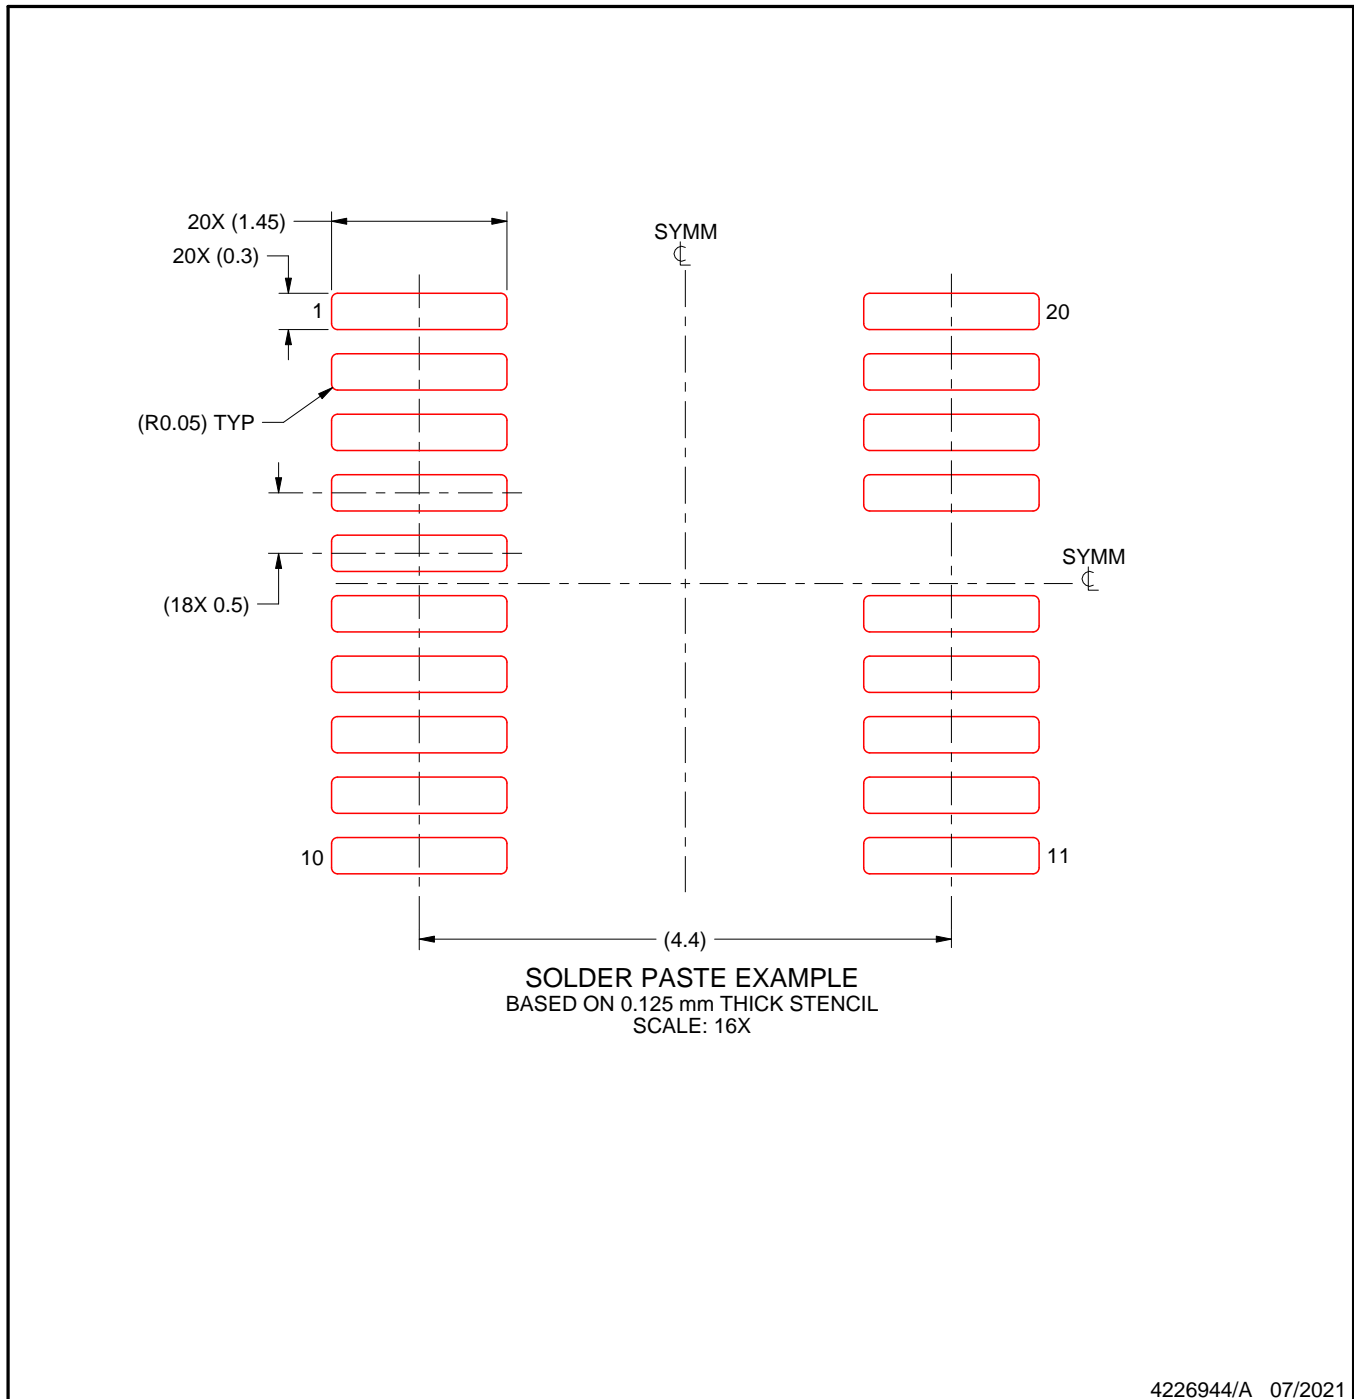 20X (1.45)
20X (0.3)
SYMM
℄
1
20
(R0.05) TYP
SYMM
℄
(18X 0.5)
10
11
(4.4)
SOLDER PASTE EXAMPLE
BASED ON 0.125 mm THICK STENCIL
SCALE: 16X
4226944/A 07/2021